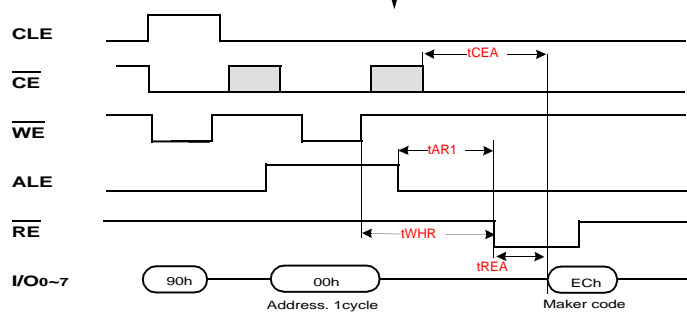 CLE
tCEA
CE
WE
tAR1
ALE
tWHR
RE
tREA
I/O0~7
90h
00h
ECh
Address. 1cycle
Maker code